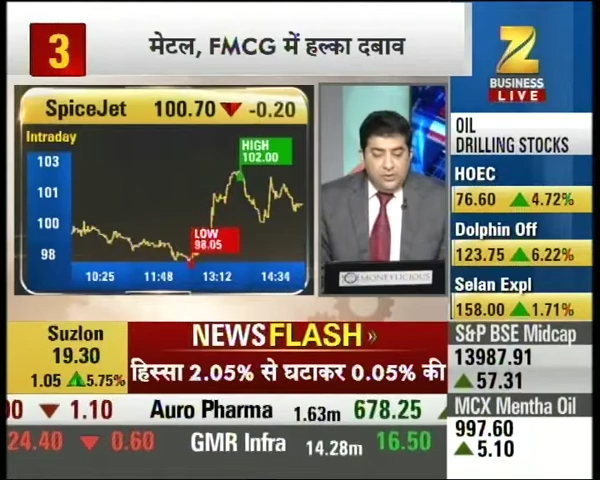 3
मेटल, FMCG में हल्का दबाव
Z
BUSINESS
LIVE
SpiceJet 100.70 -0.20
Intraday
103
101
100
98
HIGH
102.00
LOW
98.05
10:25 11:48 13:12 14:34
MONEYLICIOUS
OIL
DRILLING STOCKS
HOEC
76.60 4.72%
Dolphin Off
123.75 6.22%
Selan Expl
158.00 1.71%
Suzlon
19.30
1.05 5.75%
NEWSFLASH
हिस्सा 2.05% से घटाकर 0.05% की
S&P BSE Midcap
13987.91
57.31
MCX Mentha Oil
997.60
5.10
00 1.10 Auro Pharma 1.63m 678.25
24.40 0.60 GMR Infra 14.28m 16.50